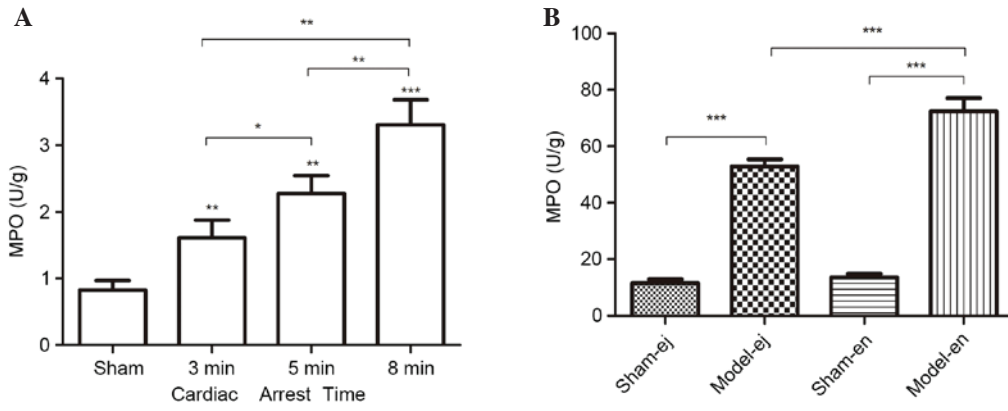 A
**
**
***
*
**
**
4
3
2
1
0
MPO (U/g)
Sham 3 min 5 min 8 min
Cardiac Arrest Time
B
***
***
***
100
80
60
40
20
0
MPO (U/g)
Sham-ej
Model-ej
Sham-en
Model-en